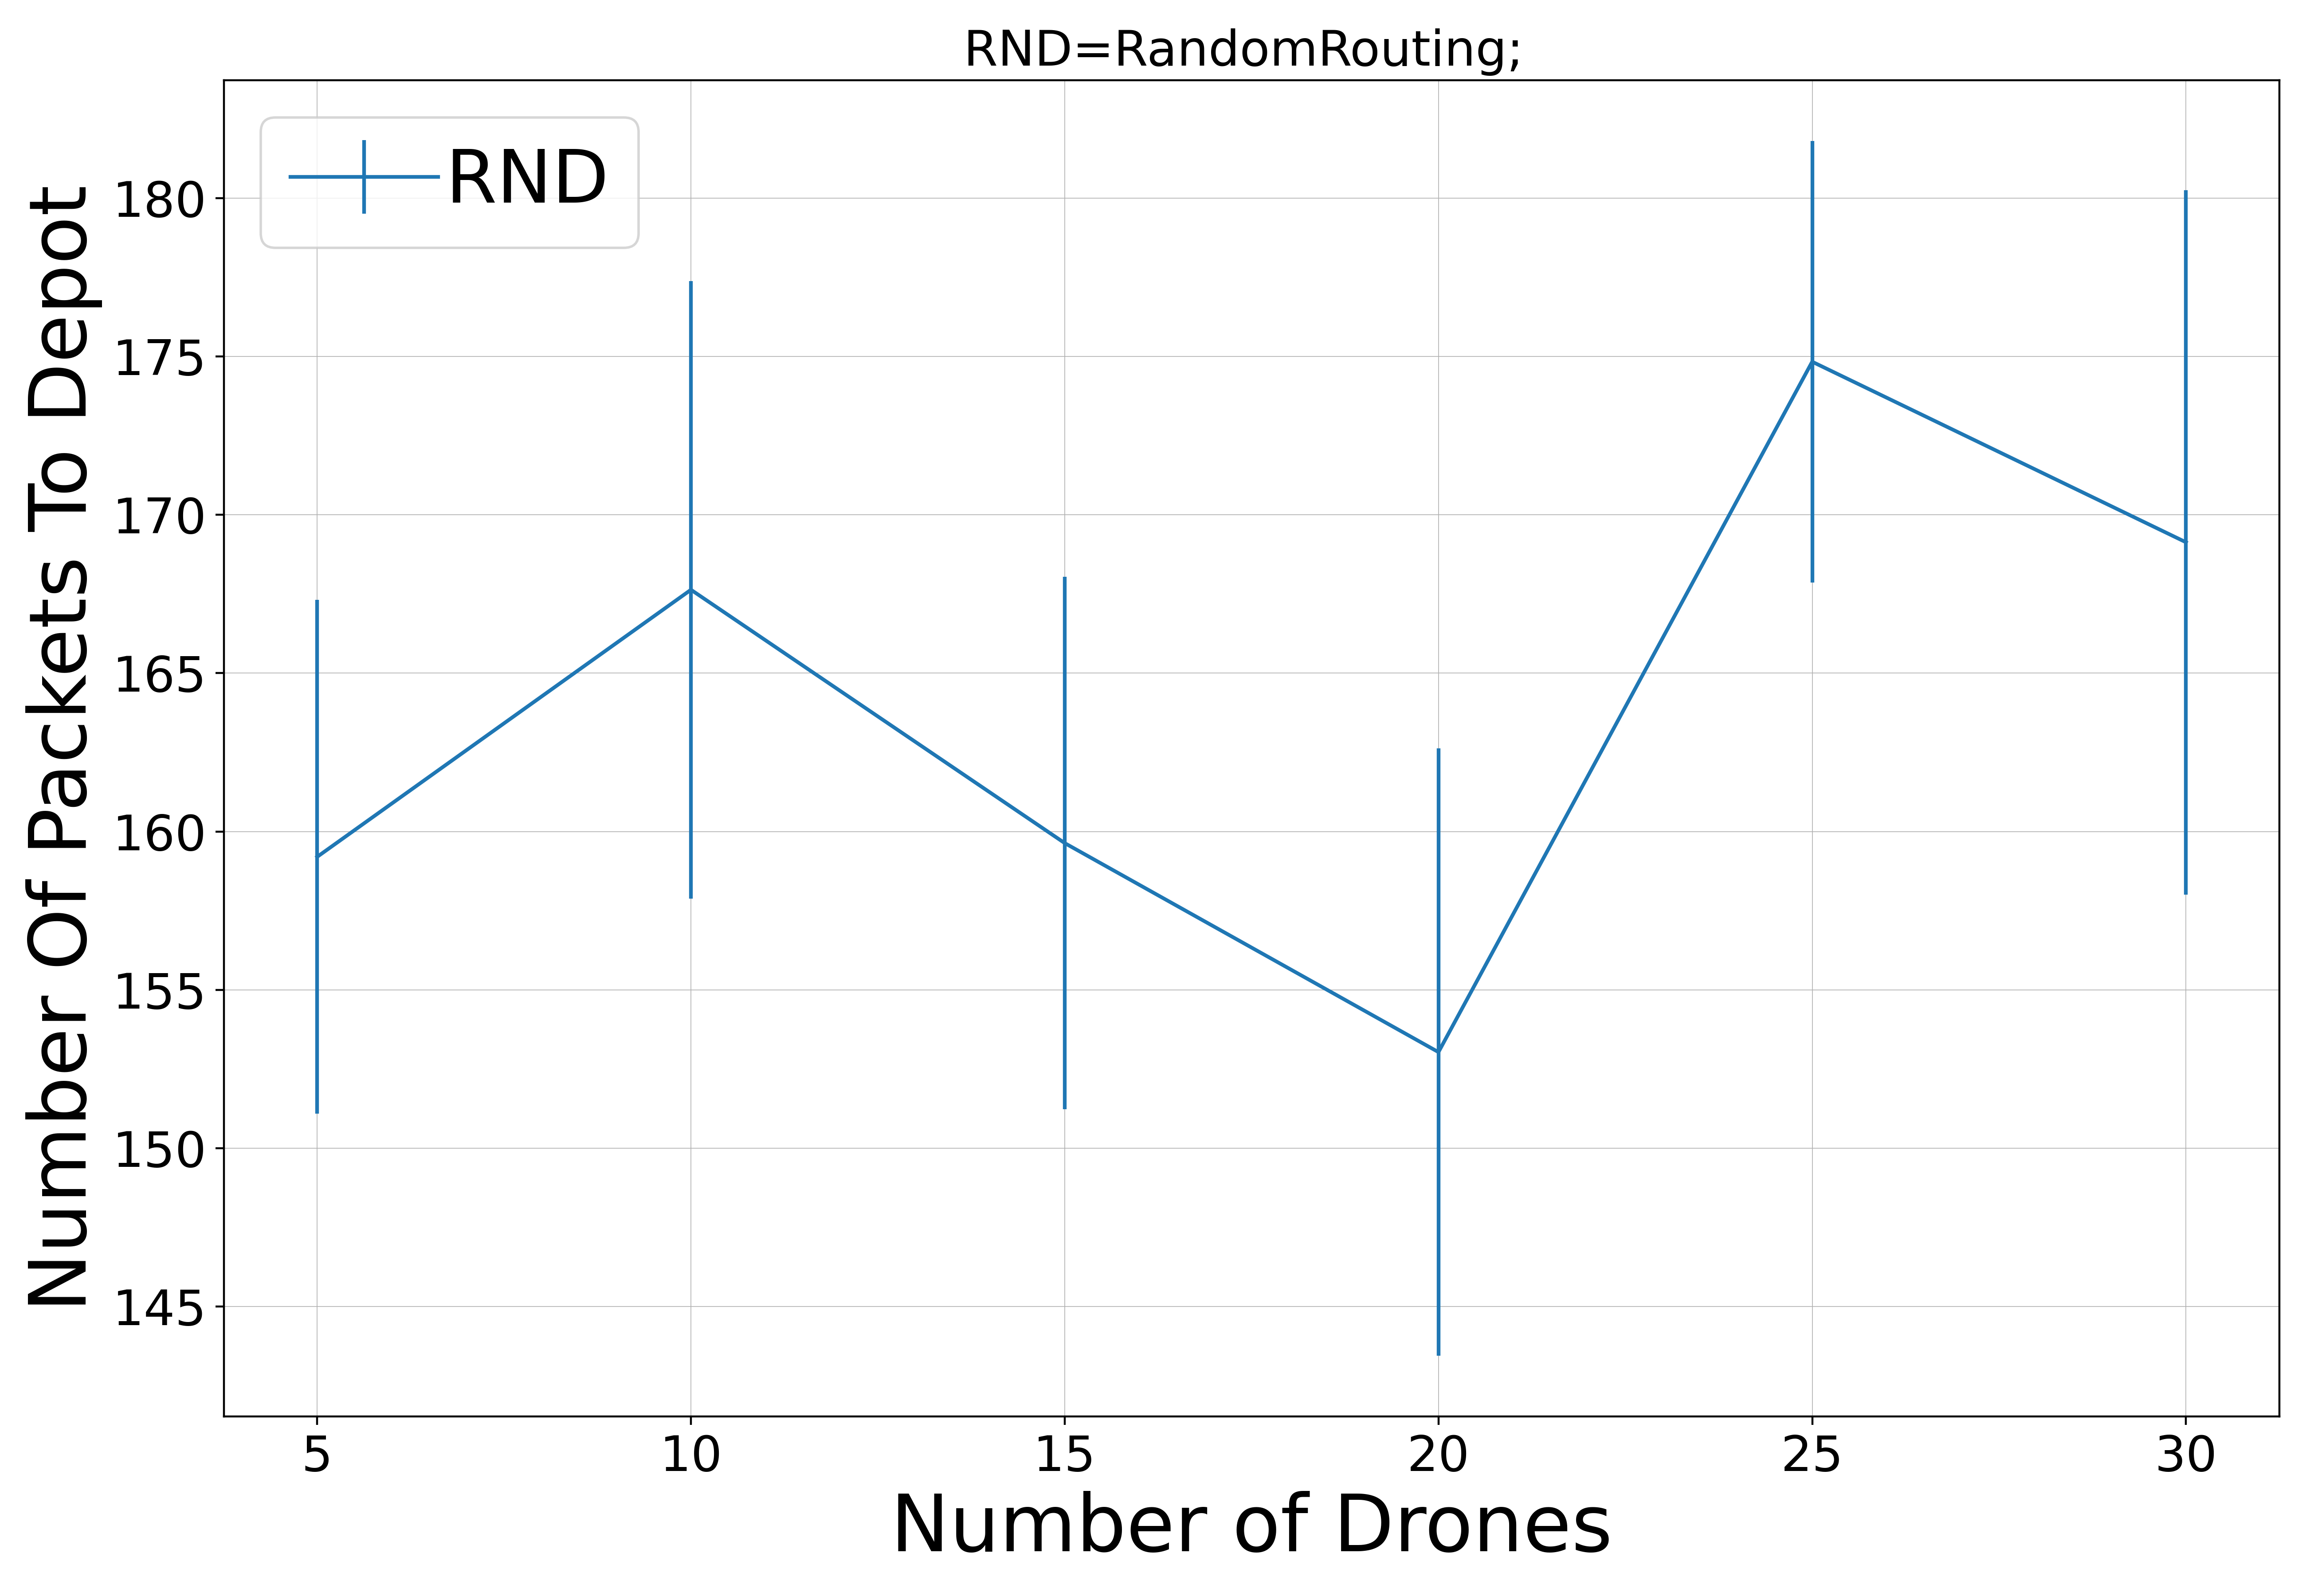 RND=RandomRouting;
RND
Number Of Packets To Depot
180
175
170
165
160
155
150
145
5 10 15 20 25 30
Number of Drones